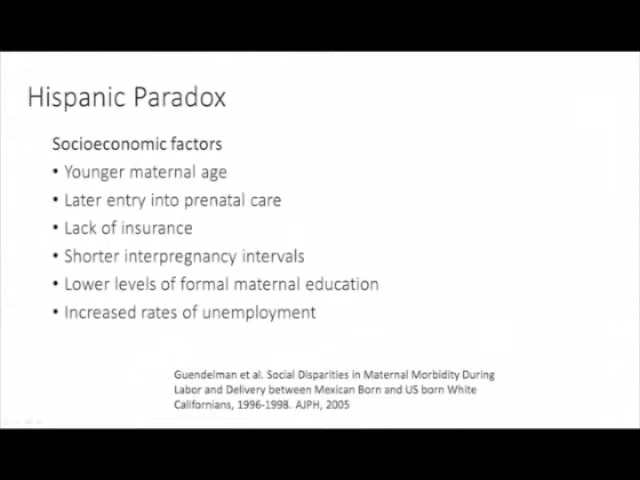 Hispanic Paradox
Socioeconomic factors
• Younger maternal age
• Later entry into prenatal care
• Lack of insurance
• Shorter interpregnancy intervals
• Lower levels of formal maternal education
• Increased rates of unemployment
Guendelman et al. Social Disparities in Maternal Morbidity During
Labor and Delivery between Mexican Born and US born White
Californians, 1996-1998. AJPH, 2005